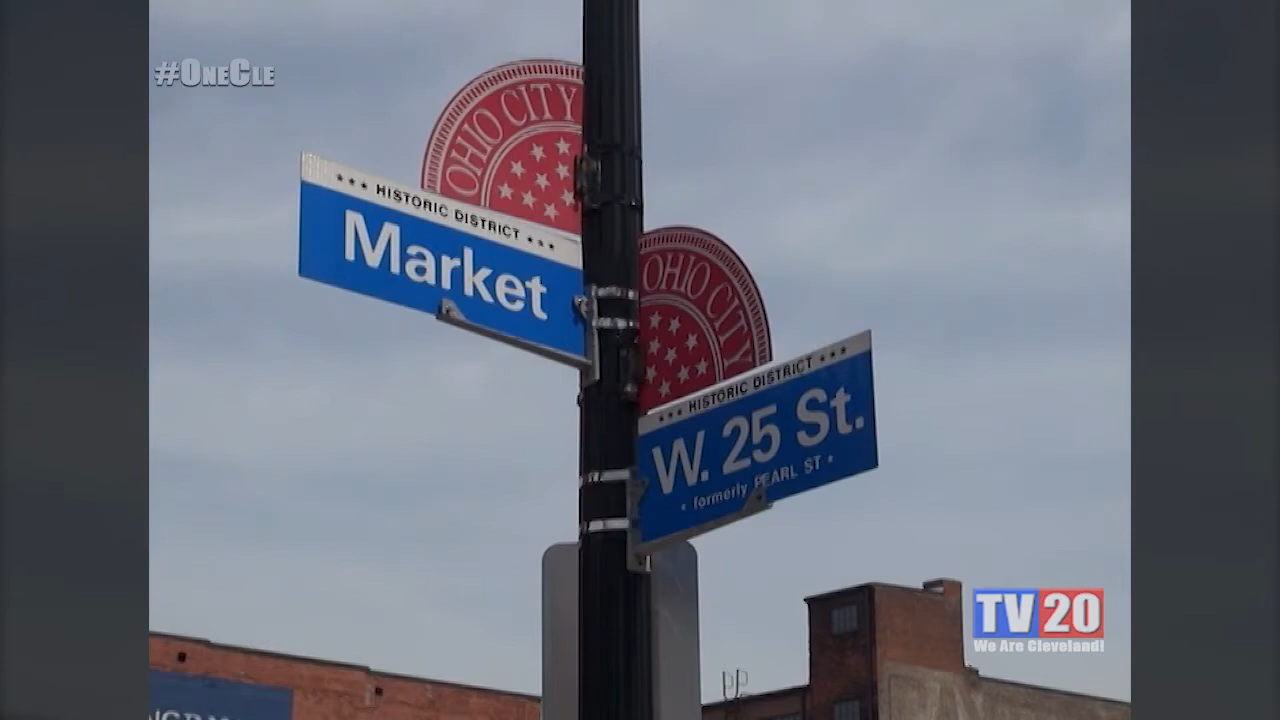 #OneCle
OHIO CITY
*** HISTORIC DISTRICT ***
Market
OHIO CITY
*** HISTORIC DISTRICT ***
W. 25 St.
* formerly PEARL ST *
TV20
We Are Cleveland!